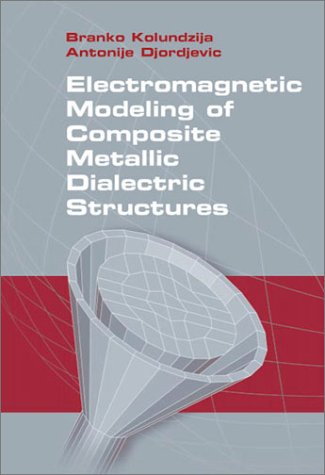 Branko Kolundzija
Antonije Djordjevic
Electromagnetic
Modeling of
Composite
Metallic
Dialectric
Structures